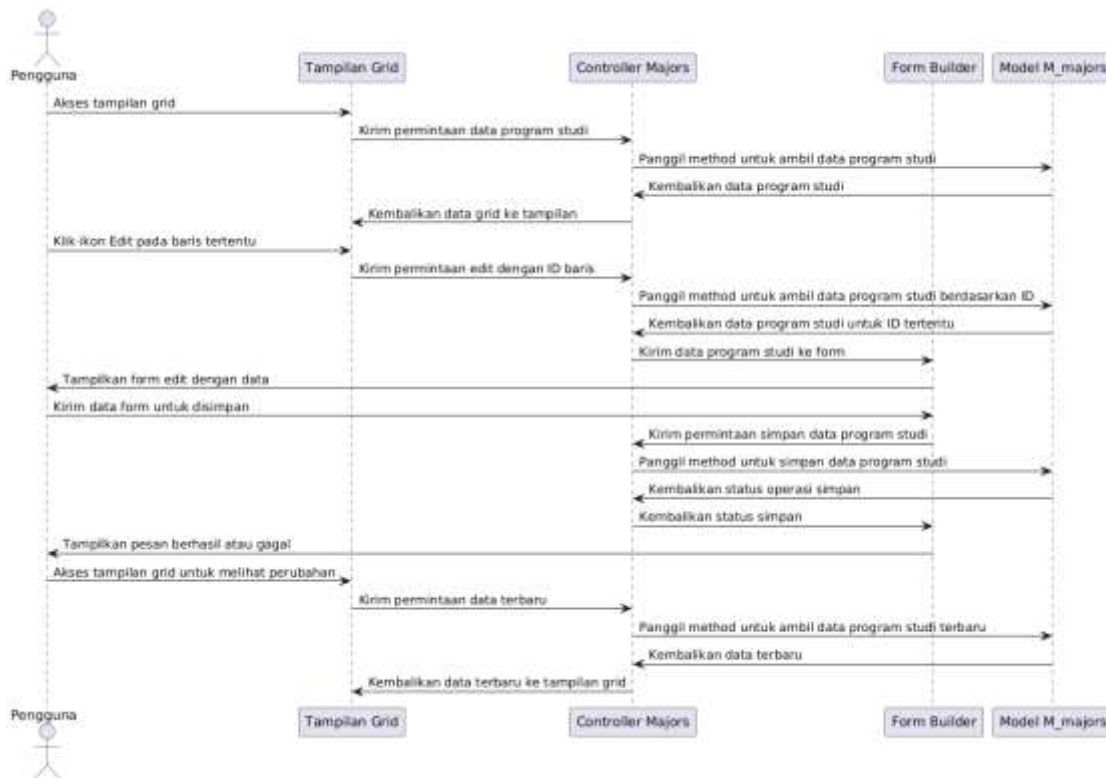 Pengguna
Tampilan Grid
Controller Majors
Form Builder
Model M_majors
Akses tampilan grid
Kirim permintaan data program studi
Panggil method untuk ambil data program studi
Kembalikan data program studi
Kembalikan data grid ke tampilan
Klik ikon Edit pada baris tertentu
Kirim permintaan edit dengan ID baris
Panggil method untuk ambil data program studi berdasarkan ID
Kembalikan data program studi untuk ID tertentu
Kirim data program studi ke form
Tampilkan form edit dengan data
Kirim data form untuk disimpan
Kirim permintaan simpan data program studi
Panggil method untuk simpan data program studi
Kembalikan status operasi simpan
Kembalikan status simpan
Tampilkan pesan berhasil atau gagal
Akses tampilan grid untuk melihat perubahan
Kirim permintaan data terbaru
Panggil method untuk ambil data program studi terbaru
Kembalikan data terbaru
Kembalikan data terbaru ke tampilan grid
Pengguna
Tampilan Grid
Controller Majors
Form Builder
Model M_majors